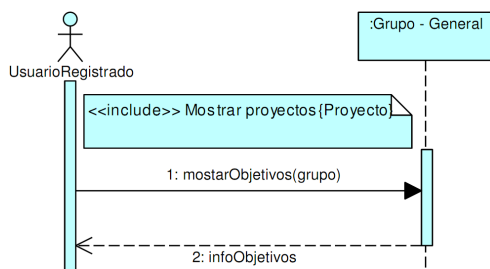 :Grupo - General
UsuarioRegistrado
<<include>> Mostrar proyectos{Proyecto}
1: mostarObjetivos(grupo)
2: infoObjetivos